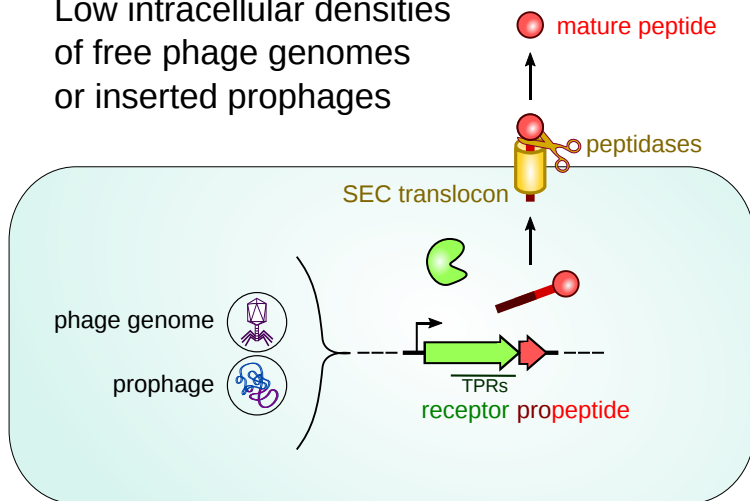 Low intracellular densities
of free phage genomes
or inserted prophages
mature peptide
peptidases
SEC translocon
phage genome
prophage
TPRs
receptor propeptide